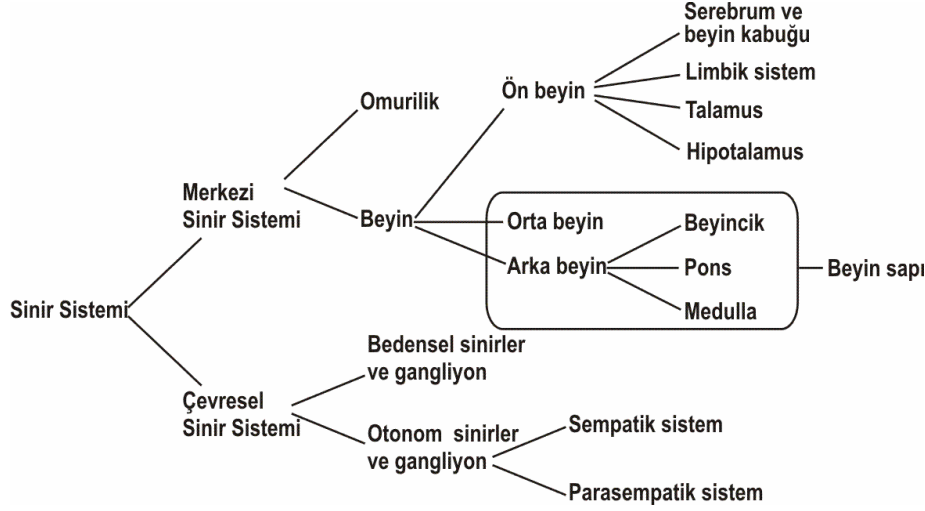 Serebrum ve
beyin kabuğu
Ön beyin
Limbik sistem
Omurilik
Talamus
Hipotalamus
Merkezi
Sinir Sistemi
Beyin
Orta beyin
Beyincik
Arka beyin
Pons
Beyin sapı
Medulla
Sinir Sistemi
Bedensel sinirler
ve gangliyon
Çevresel
Sinir Sistemi
Otonom sinirler
ve gangliyon
Sempatik sistem
Parasempatik sistem